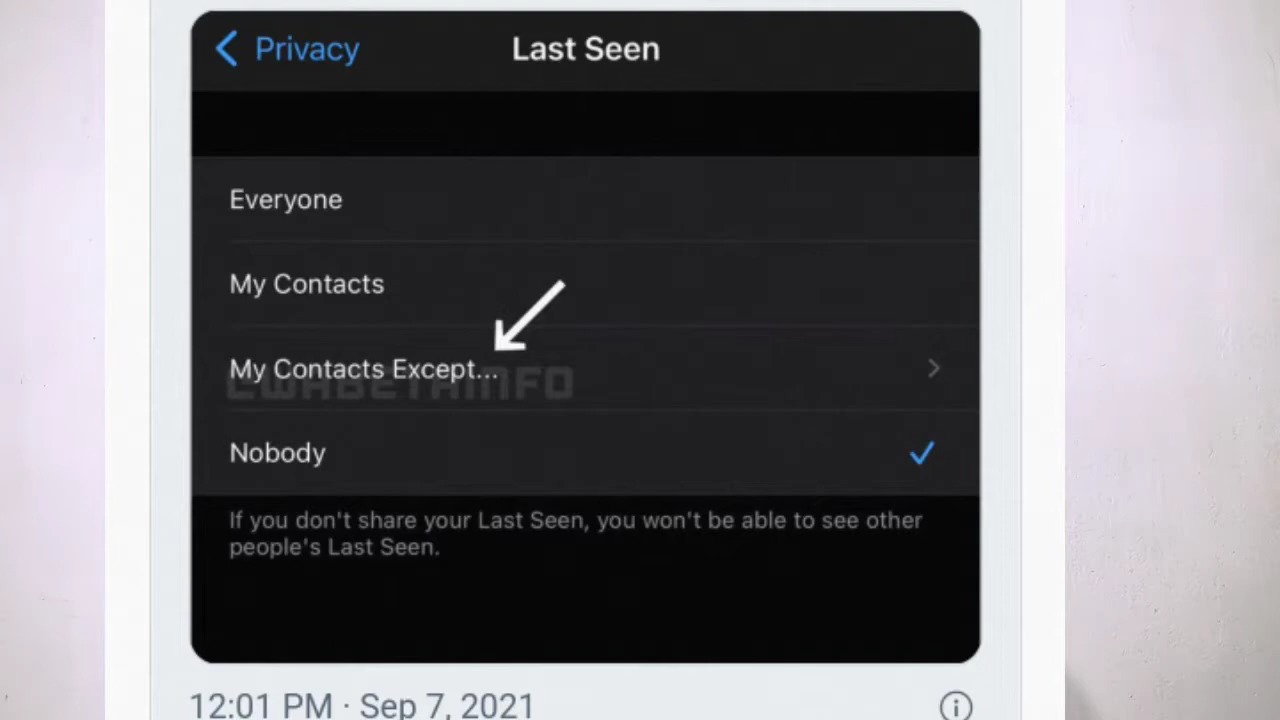 Privacy
Last Seen
Everyone
My Contacts
My Contacts Except...
WABETAINFO
Nobody
If you don't share your Last Seen, you won't be able to see other
people's Last Seen.
12:01 PM · Sep 7, 2021